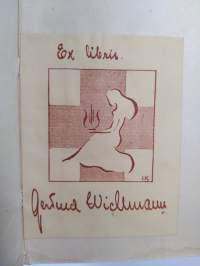 Ex libris.
Gertrud Wichmann